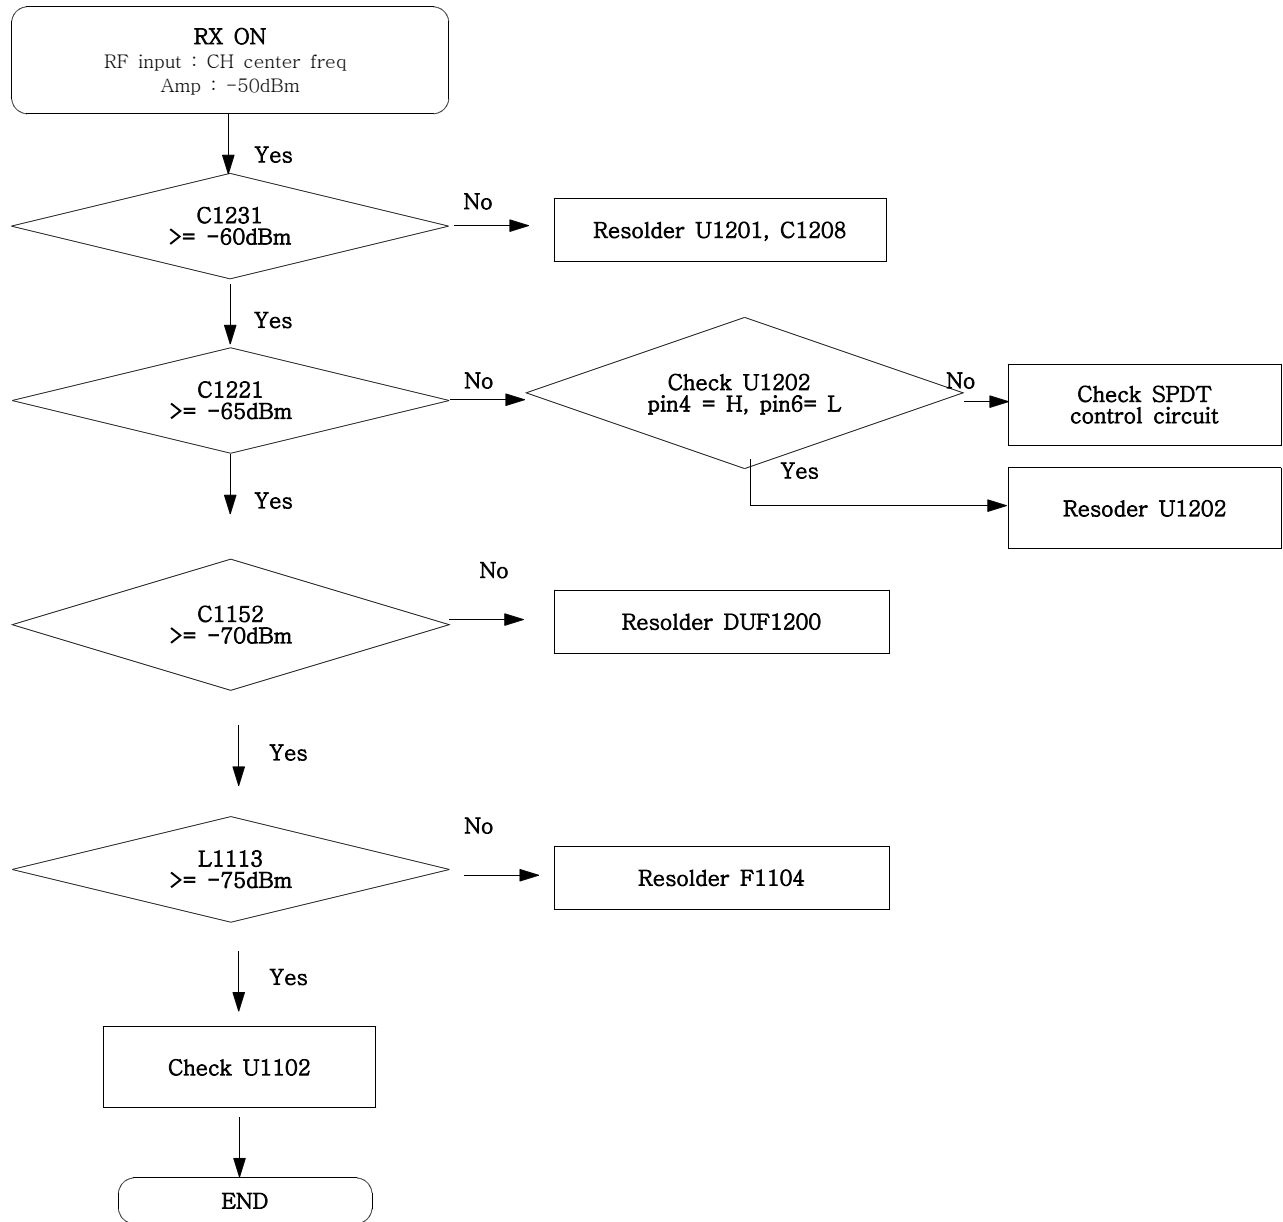 RX ON
RF input : CH center freq
Amp : -50dBm
Yes
C1231
>= -60dBm
No
Resolder U1201, C1208
Yes
C1221
>= -65dBm
No
Check U1202
pin4 = H, pin6= L
No
Check SPDT
control circuit
Yes
Resoder U1202
Yes
C1152
>= -70dBm
No
Resolder DUF1200
Yes
L1113
>= -75dBm
No
Resolder F1104
Yes
Check U1102
END